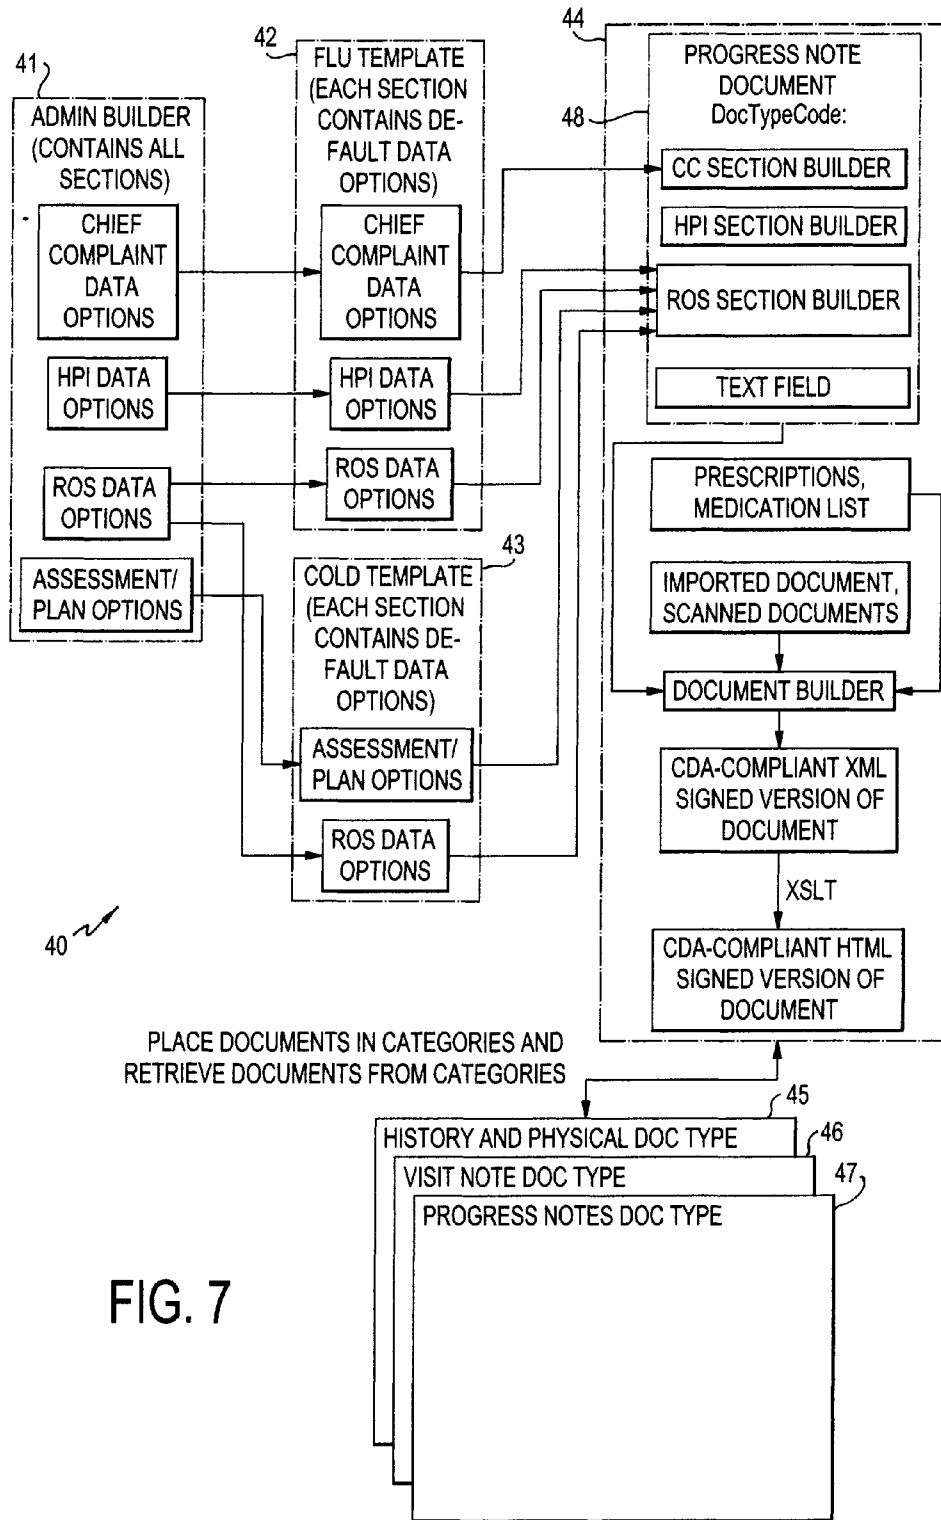 41
ADMIN BUILDER
(CONTAINS ALL
SECTIONS)
CHIEF
COMPLAINT
DATA
OPTIONS
HPI DATA
OPTIONS
ROS DATA
OPTIONS
ASSESSMENT/
PLAN OPTIONS
42
FLU TEMPLATE
(EACH SECTION
CONTAINS DE-
FAULT DATA
OPTIONS)
CHIEF
COMPLAINT
DATA
OPTIONS
HPI DATA
OPTIONS
ROS DATA
OPTIONS
43
COLD TEMPLATE
(EACH SECTION
CONTAINS DE-
FAULT DATA
OPTIONS)
ASSESSMENT/
PLAN OPTIONS
ROS DATA
OPTIONS
44
48
PROGRESS NOTE
DOCUMENT
DocTypeCode:
CC SECTION BUILDER
HPI SECTION BUILDER
ROS SECTION BUILDER
TEXT FIELD
PRESCRIPTIONS,
MEDICATION LIST
IMPORTED DOCUMENT,
SCANNED DOCUMENTS
DOCUMENT BUILDER
CDA-COMPLIANT XML
SIGNED VERSION OF
DOCUMENT
XSLT
CDA-COMPLIANT HTML
SIGNED VERSION OF
DOCUMENT
40
PLACE DOCUMENTS IN CATEGORIES AND
RETRIEVE DOCUMENTS FROM CATEGORIES
45
HISTORY AND PHYSICAL DOC TYPE
46
VISIT NOTE DOC TYPE
47
PROGRESS NOTES DOC TYPE
FIG. 7